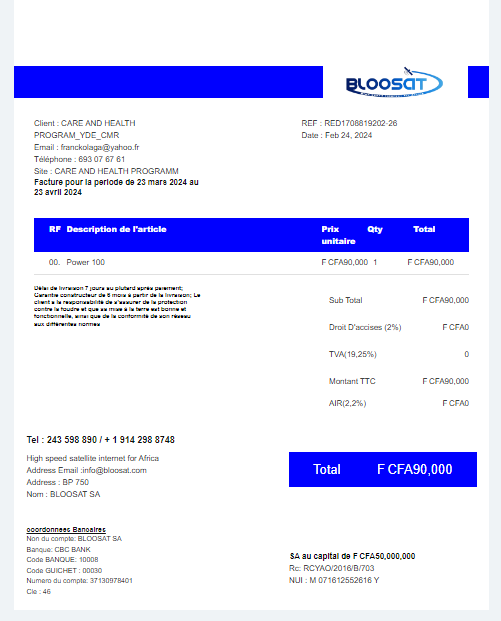 BLOOSAT
Client : CARE AND HEALTH
PROGRAM_YDE_CMR
Email : franckolaga@yahoo.fr
Téléphone : 693 07 67 61
Site : CARE AND HEALTH PROGRAMM
Facture pour la periode de 23 mars 2024 au
23 avril 2024
REF : RED1708819202-26
Date : Feb 24, 2024
RF Description de l'article Prix unitaire Qty Total
00. Power 100 F CFA90,000 1 F CFA90,000
Délai de livraison 7 jours au plutard après paiement;
Garantie constructeur de 6 mois à partir de la livraison; Le
client a la responsabilité de s'assurer de la protection
contre la foudre et que sa mise à la terre est bonne et
fonctionnelle, ainsi que de la conformité de son réseau
aux différentes normes
Sub Total F CFA90,000
Droit D'accises (2%) F CFA0
TVA(19,25%) 0
Montant TTC F CFA90,000
AIR(2,2%) F CFA0
Tel : 243 598 890 / + 1 914 298 8748
High speed satellite internet for Africa
Address Email :info@bloosat.com
Address : BP 750
Nom : BLOOSAT SA
Total F CFA90,000
coordonnees Bancaires
Non du compte: BLOOSAT SA
Banque: CBC BANK
Code BANQUE: 10008
Code GUICHET : 00030
Numero du compte: 37130978401
Cle : 46
SA au capital de F CFA50,000,000
Rc: RCYAO/2016/B/703
NUI : M 071612552616 Y